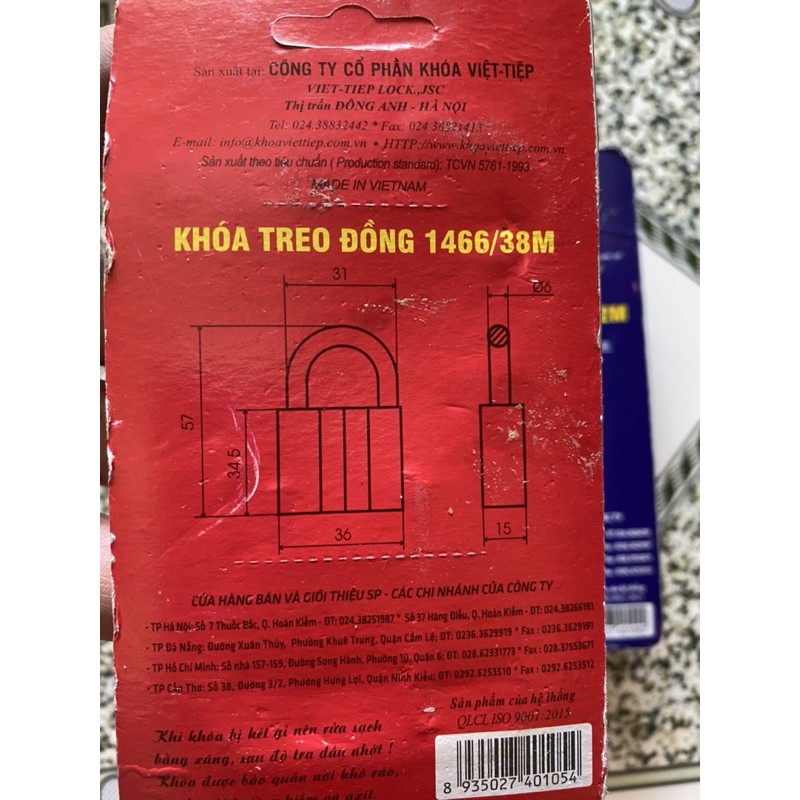 Sản xuất tại: CÔNG TY CỔ PHẦN KHÓA VIỆT-TIỆP
VIET-TIEP LOCK.,JSC
Thị trấn ĐÔNG ANH - HÀ NỘI
Tel: 024.38832442 * Fax: 024 38821413
E-mail: info@khoaviettiep.com.vn • HTTP://www.khoaviettiep.com.vn
Sản xuất theo tiêu chuẩn ( Production standard): TCVN 5761-1993
MADE IN VIETNAM
KHÓA TREO ĐỒNG 1466/38M
31
Ø6
57
34.5
36
15
CỬA HÀNG BÁN VÀ GIỚI THIỆU SP - CÁC CHI NHÁNH CỦA CÔNG TY
- TP Hà Nội: Số 7 Thuốc Bắc, Q. Hoàn Kiếm - ĐT: 024.38251987 * Số 37 Hàng Điếu, Q. Hoàn Kiếm - ĐT: 024.38266191
- TP Đà Nẵng: Đường Xuân Thủy, Phường Khuê Trung, Quận Cẩm Lệ; ĐT: 0236.3629919 * Fax : 0236.3629191
- TP Hồ Chí Minh: Số nhà 157-159, Đường Song Hành, Phường 10, Quận 6; ĐT: 028.62931773 * Fax : 028.37553671
- TP Cần Thơ: Số 38, Đường 3/2, Phường Hưng Lợi, Quận Ninh Kiều; ĐT: 0292.6253510 * Fax : 0292.6253512
Sản phẩm của hệ thống
QLCL ISO 9001:2015
Khi khóa bị kẹt gỉ nên rửa sạch
bằng xăng, sau đó tra dầu nhờt !
Khóa được bảo quản nơi khô ráo,
8 935027 401054
2M